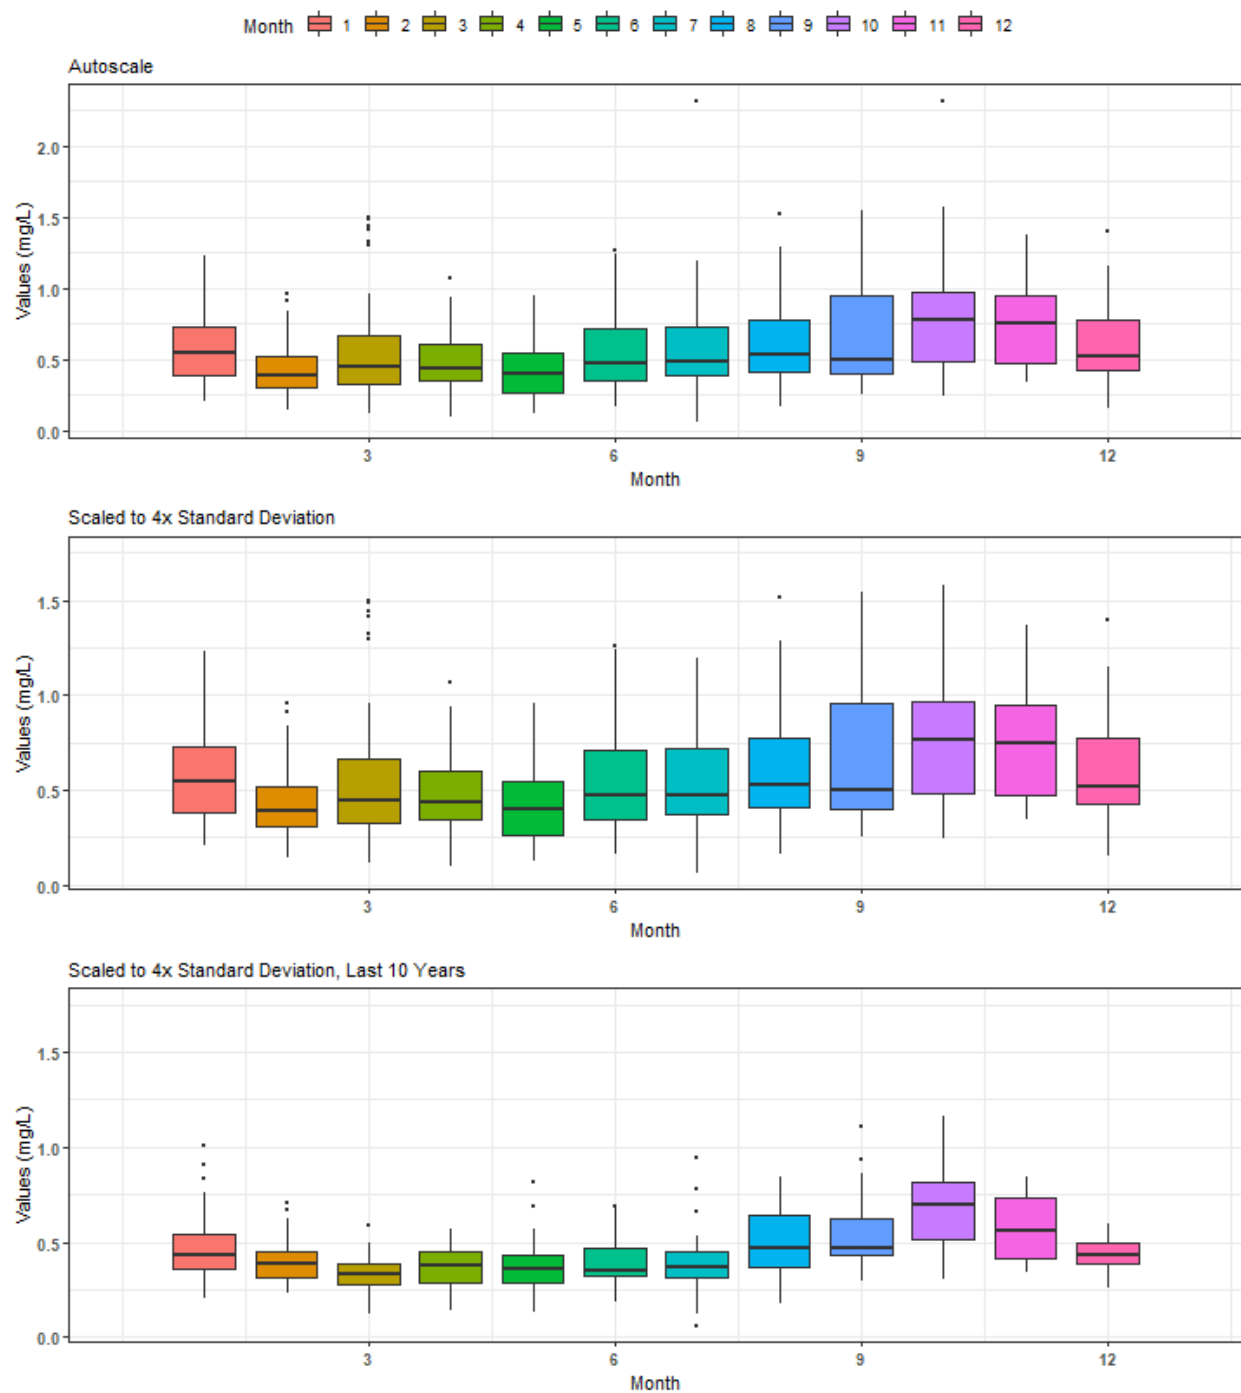 Month 1 2 3 4 5 6 7 8 9 10 11 12
Autoscale
Values (mg/L)
2.0
1.5
1.0
0.5
0.0
3 6 9 12
Month
Scaled to 4x Standard Deviation
Values (mg/L)
1.5
1.0
0.5
0.0
3 6 9 12
Month
Scaled to 4x Standard Deviation, Last 10 Years
Values (mg/L)
1.5
1.0
0.5
0.0
3 6 9 12
Month